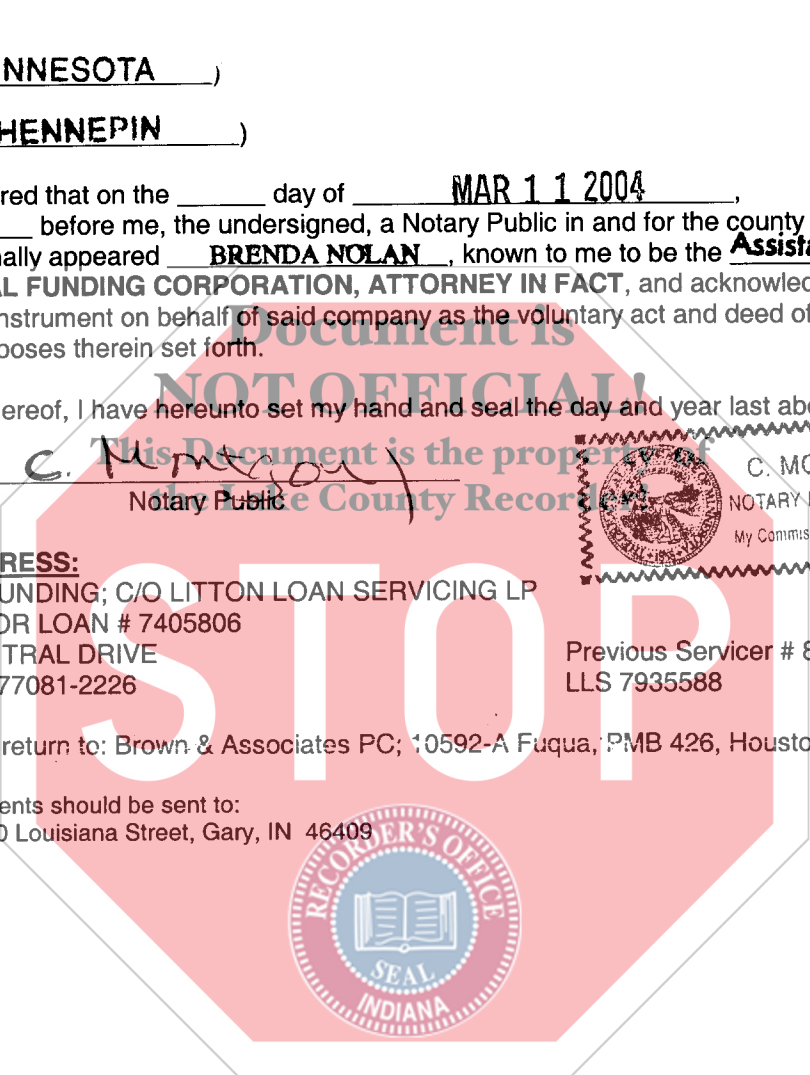 NNESOTA )
HENNEPIN )
red that on the ______ day of MAR 1 1 2004,
__ before me, the undersigned, a Notary Public in and for the county
ally appeared BRENDA NOLAN, known to me to be the Assista
AL FUNDING CORPORATION, ATTORNEY IN FACT, and acknowled
nstrument on behalf of said company as the voluntary act and deed of
poses therein set forth.
Document is
NOT OFFICIAL!
This Document is the property of
the Lake County Recorder!
ereof, I have hereunto set my hand and seal the day and year last abo
C. Montgomery
Notary Public
C. MO
NOTARY
My Commis
RESS:
UNDING; C/O LITTON LOAN SERVICING LP
OR LOAN # 7405806
TRAL DRIVE
77081-2226
Previous Servicer # 8
LLS 7935588
STOP
return to: Brown & Associates PC; 10592-A Fuqua, PMB 426, Housto
ents should be sent to:
0 Louisiana Street, Gary, IN 46409
RECORDER'S OFFICE
SEAL
INDIANA